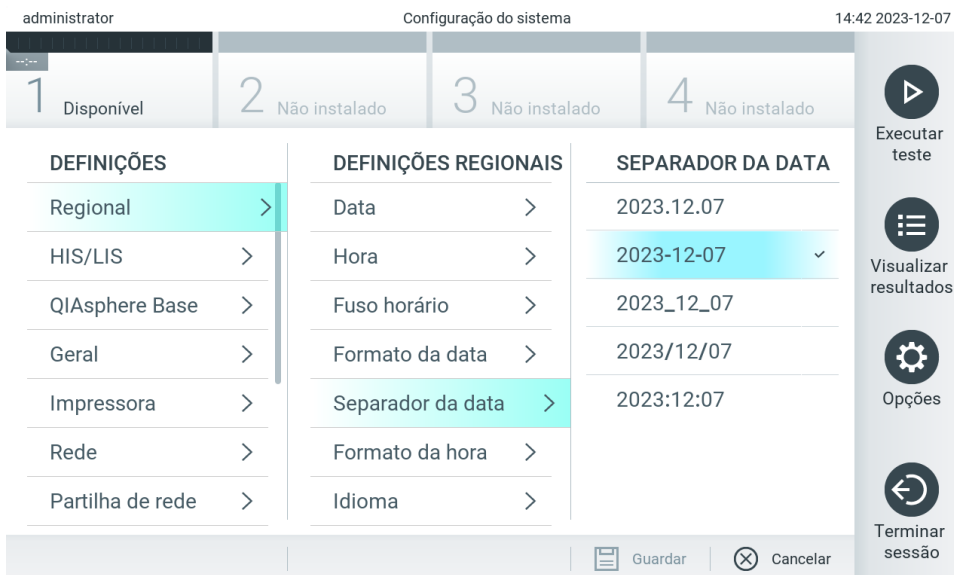 administrator
Configuração do sistema
14:42 2023-12-07
--:--
1 Disponível
2 Não instalado
3 Não instalado
4 Não instalado
Executar
teste
DEFINIÇÕES
Regional
HIS/LIS
QIAsphere Base
Geral
Impressora
Rede
Partilha de rede
DEFINIÇÕES REGIONAIS
Data
Hora
Fuso horário
Formato da data
Separador da data
Formato da hora
Idioma
SEPARADOR DA DATA
2023.12.07
2023-12-07
2023_12_07
2023/12/07
2023:12:07
Visualizar
resultados
Opções
Terminar
sessão
Guardar
Cancelar